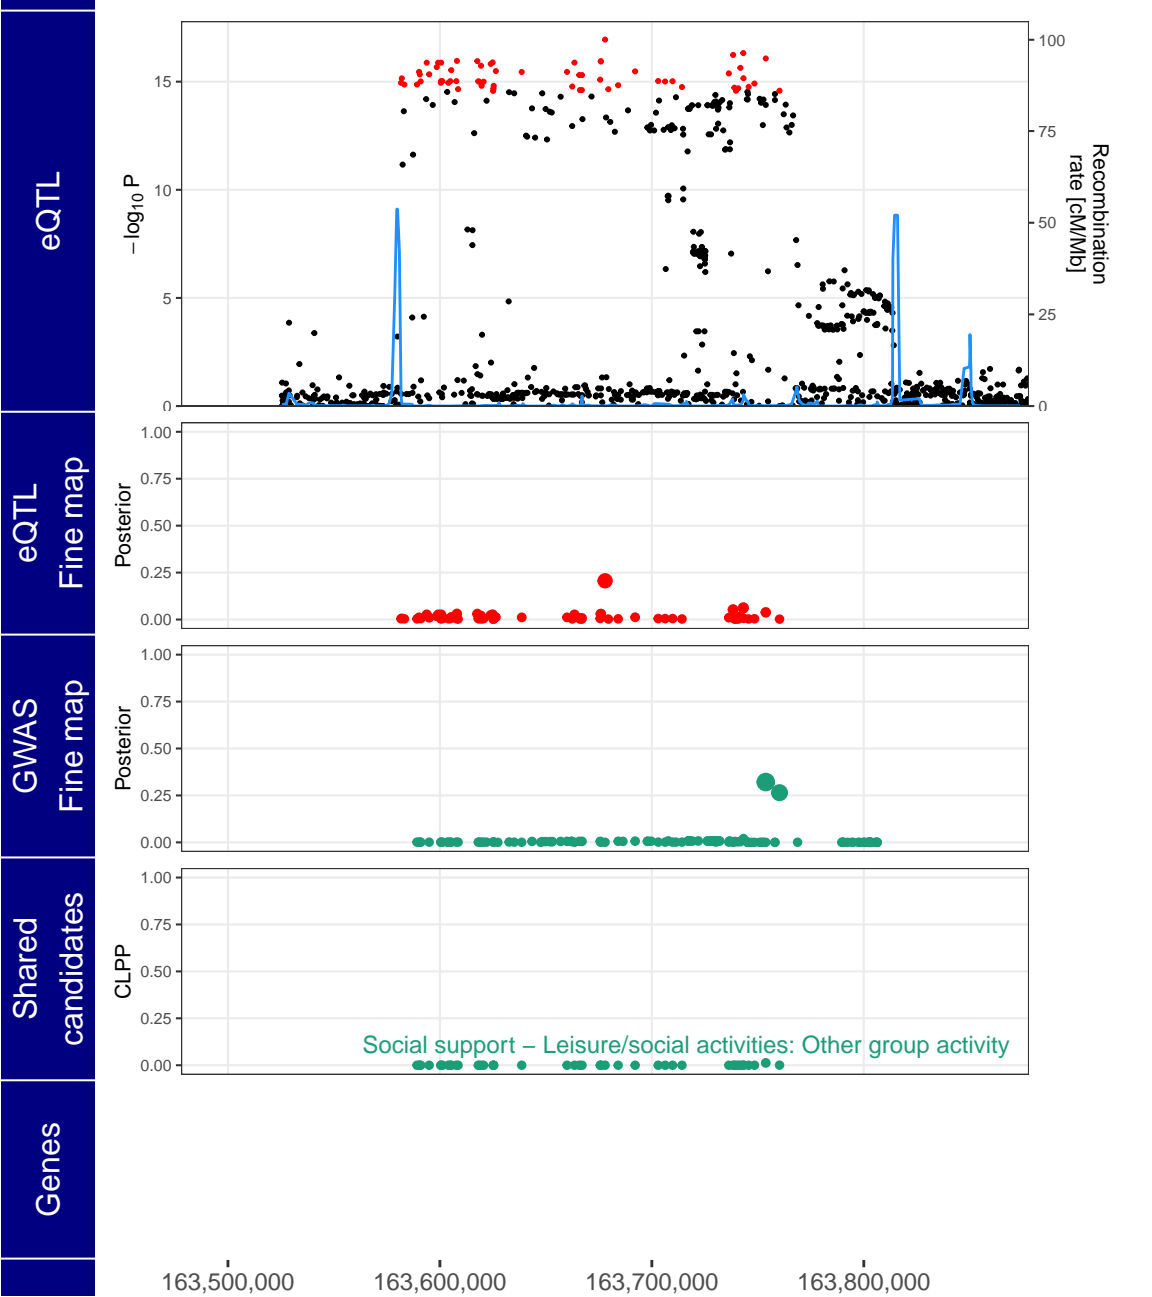 eQTL
−log10 P
15
10
5
0
100
75
50
25
0
Recombination
rate [cM/Mb]
eQTL
Fine map
Posterior
1.00
0.75
0.50
0.25
0.00
GWAS
Fine map
Posterior
1.00
0.75
0.50
0.25
0.00
Shared
candidates
CLPP
1.00
0.75
0.50
0.25
0.00
Social support − Leisure/social activities: Other group activity
Genes
163,500,000
163,600,000
163,700,000
163,800,000